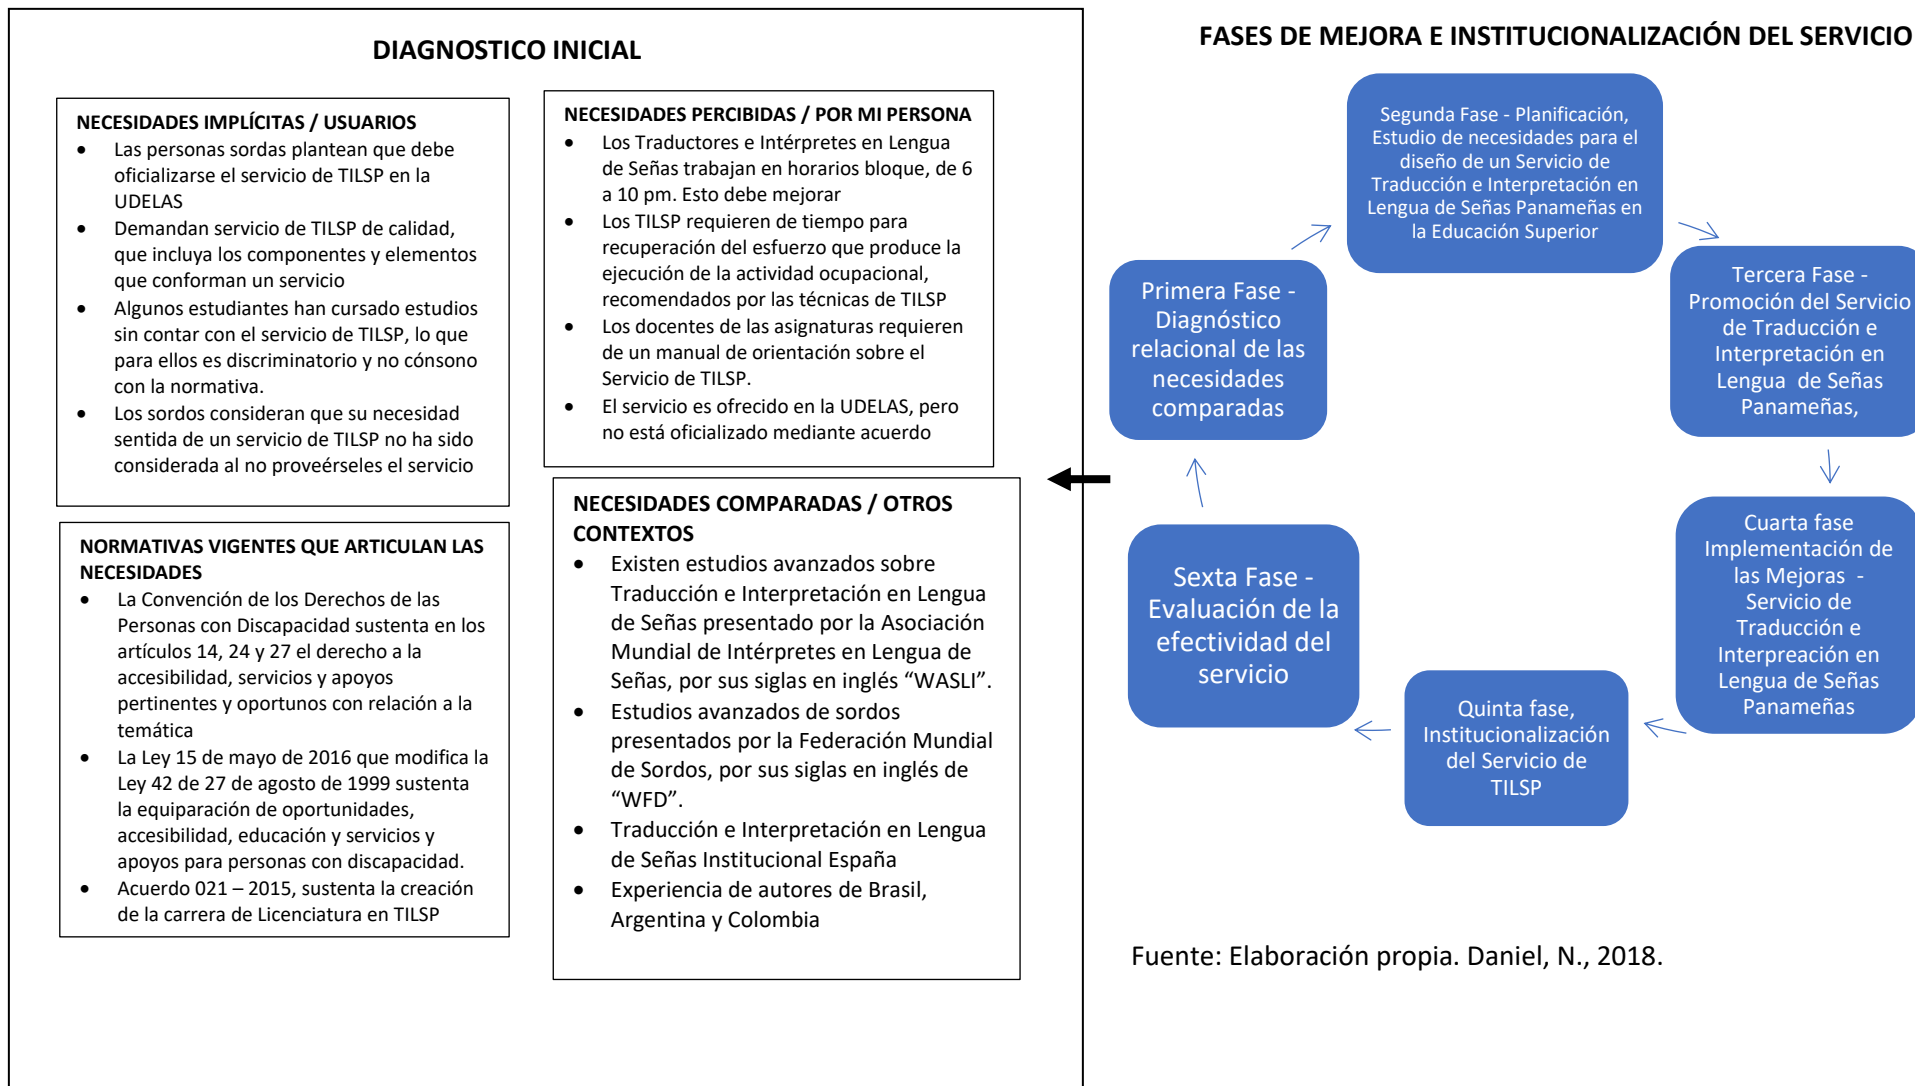 DIAGNOSTICO INICIAL
NECESIDADES IMPLÍCITAS / USUARIOS
• Las personas sordas plantean que debe
oficializarse el servicio de TILSP en la
UDELAS
• Demandan servicio de TILSP de calidad,
que incluya los componentes y elementos
que conforman un servicio
• Algunos estudiantes han cursado estudios
sin contar con el servicio de TILSP, lo que
para ellos es discriminatorio y no cónsono
con la normativa.
• Los sordos consideran que su necesidad
sentida de un servicio de TILSP no ha sido
considerada al no proveérseles el servicio
NECESIDADES PERCIBIDAS / POR MI PERSONA
• Los Traductores e Intérpretes en Lengua
de Señas trabajan en horarios bloque, de 6
a 10 pm. Esto debe mejorar
• Los TILSP requieren de tiempo para
recuperación del esfuerzo que produce la
ejecución de la actividad ocupacional,
recomendados por las técnicas de TILSP
• Los docentes de las asignaturas requieren
de un manual de orientación sobre el
Servicio de TILSP.
• El servicio es ofrecido en la UDELAS, pero
no está oficializado mediante acuerdo
NORMATIVAS VIGENTES QUE ARTICULAN LAS
NECESIDADES
• La Convención de los Derechos de las
Personas con Discapacidad sustenta en los
artículos 14, 24 y 27 el derecho a la
accesibilidad, servicios y apoyos
pertinentes y oportunos con relación a la
temática
• La Ley 15 de mayo de 2016 que modifica la
Ley 42 de 27 de agosto de 1999 sustenta
la equiparación de oportunidades,
accesibilidad, educación y servicios y
apoyos para personas con discapacidad.
• Acuerdo 021 – 2015, sustenta la creación
de la carrera de Licenciatura en TILSP
NECESIDADES COMPARADAS / OTROS
CONTEXTOS
• Existen estudios avanzados sobre
Traducción e Interpretación en Lengua
de Señas presentado por la Asociación
Mundial de Intérpretes en Lengua de
Señas, por sus siglas en inglés “WASLI”.
• Estudios avanzados de sordos
presentados por la Federación Mundial
de Sordos, por sus siglas en inglés de
“WFD”.
• Traducción e Interpretación en Lengua
de Señas Institucional España
• Experiencia de autores de Brasil,
Argentina y Colombia
FASES DE MEJORA E INSTITUCIONALIZACIÓN DEL SERVICIO
Primera Fase -
Diagnóstico
relacional de las
necesidades
comparadas
Segunda Fase - Planificación,
Estudio de necesidades para el
diseño de un Servicio de
Traducción e Interpretación en
Lengua de Señas Panameñas en
la Educación Superior
Tercera Fase -
Promoción del Servicio
de Traducción e
Interpretación en
Lengua de Señas
Panameñas,
Cuarta fase
Implementación de
las Mejoras -
Servicio de
Traducción e
Interpreación en
Lengua de Señas
Panameñas
Quinta fase,
Institucionalización
del Servicio de
TILSP
Sexta Fase -
Evaluación de la
efectividad del
servicio
Fuente: Elaboración propia. Daniel, N., 2018.